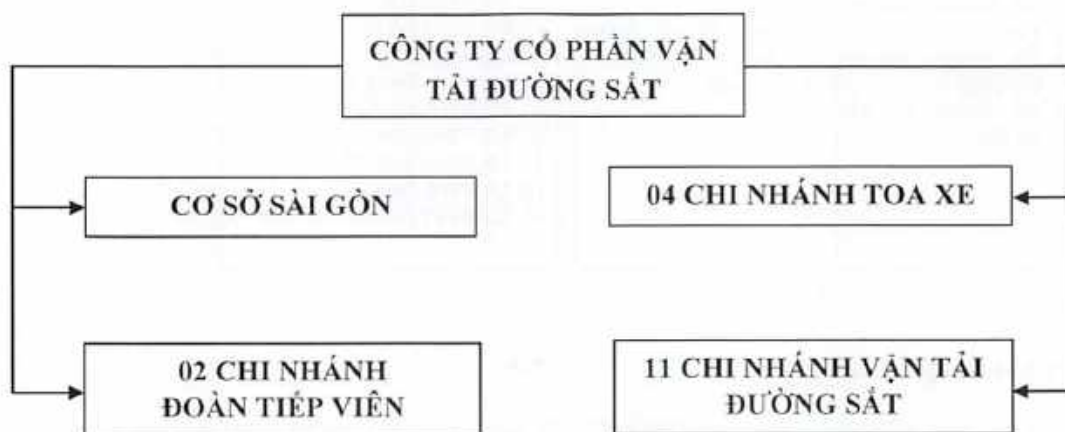 CÔNG TY CỔ PHẦN VẬN
TẢI ĐƯỜNG SẮT
CƠ SỞ SÀI GÒN
04 CHI NHÁNH TOA XE
02 CHI NHÁNH
ĐOÀN TIẾP VIÊN
11 CHI NHÁNH VẬN TẢI
ĐƯỜNG SẮT